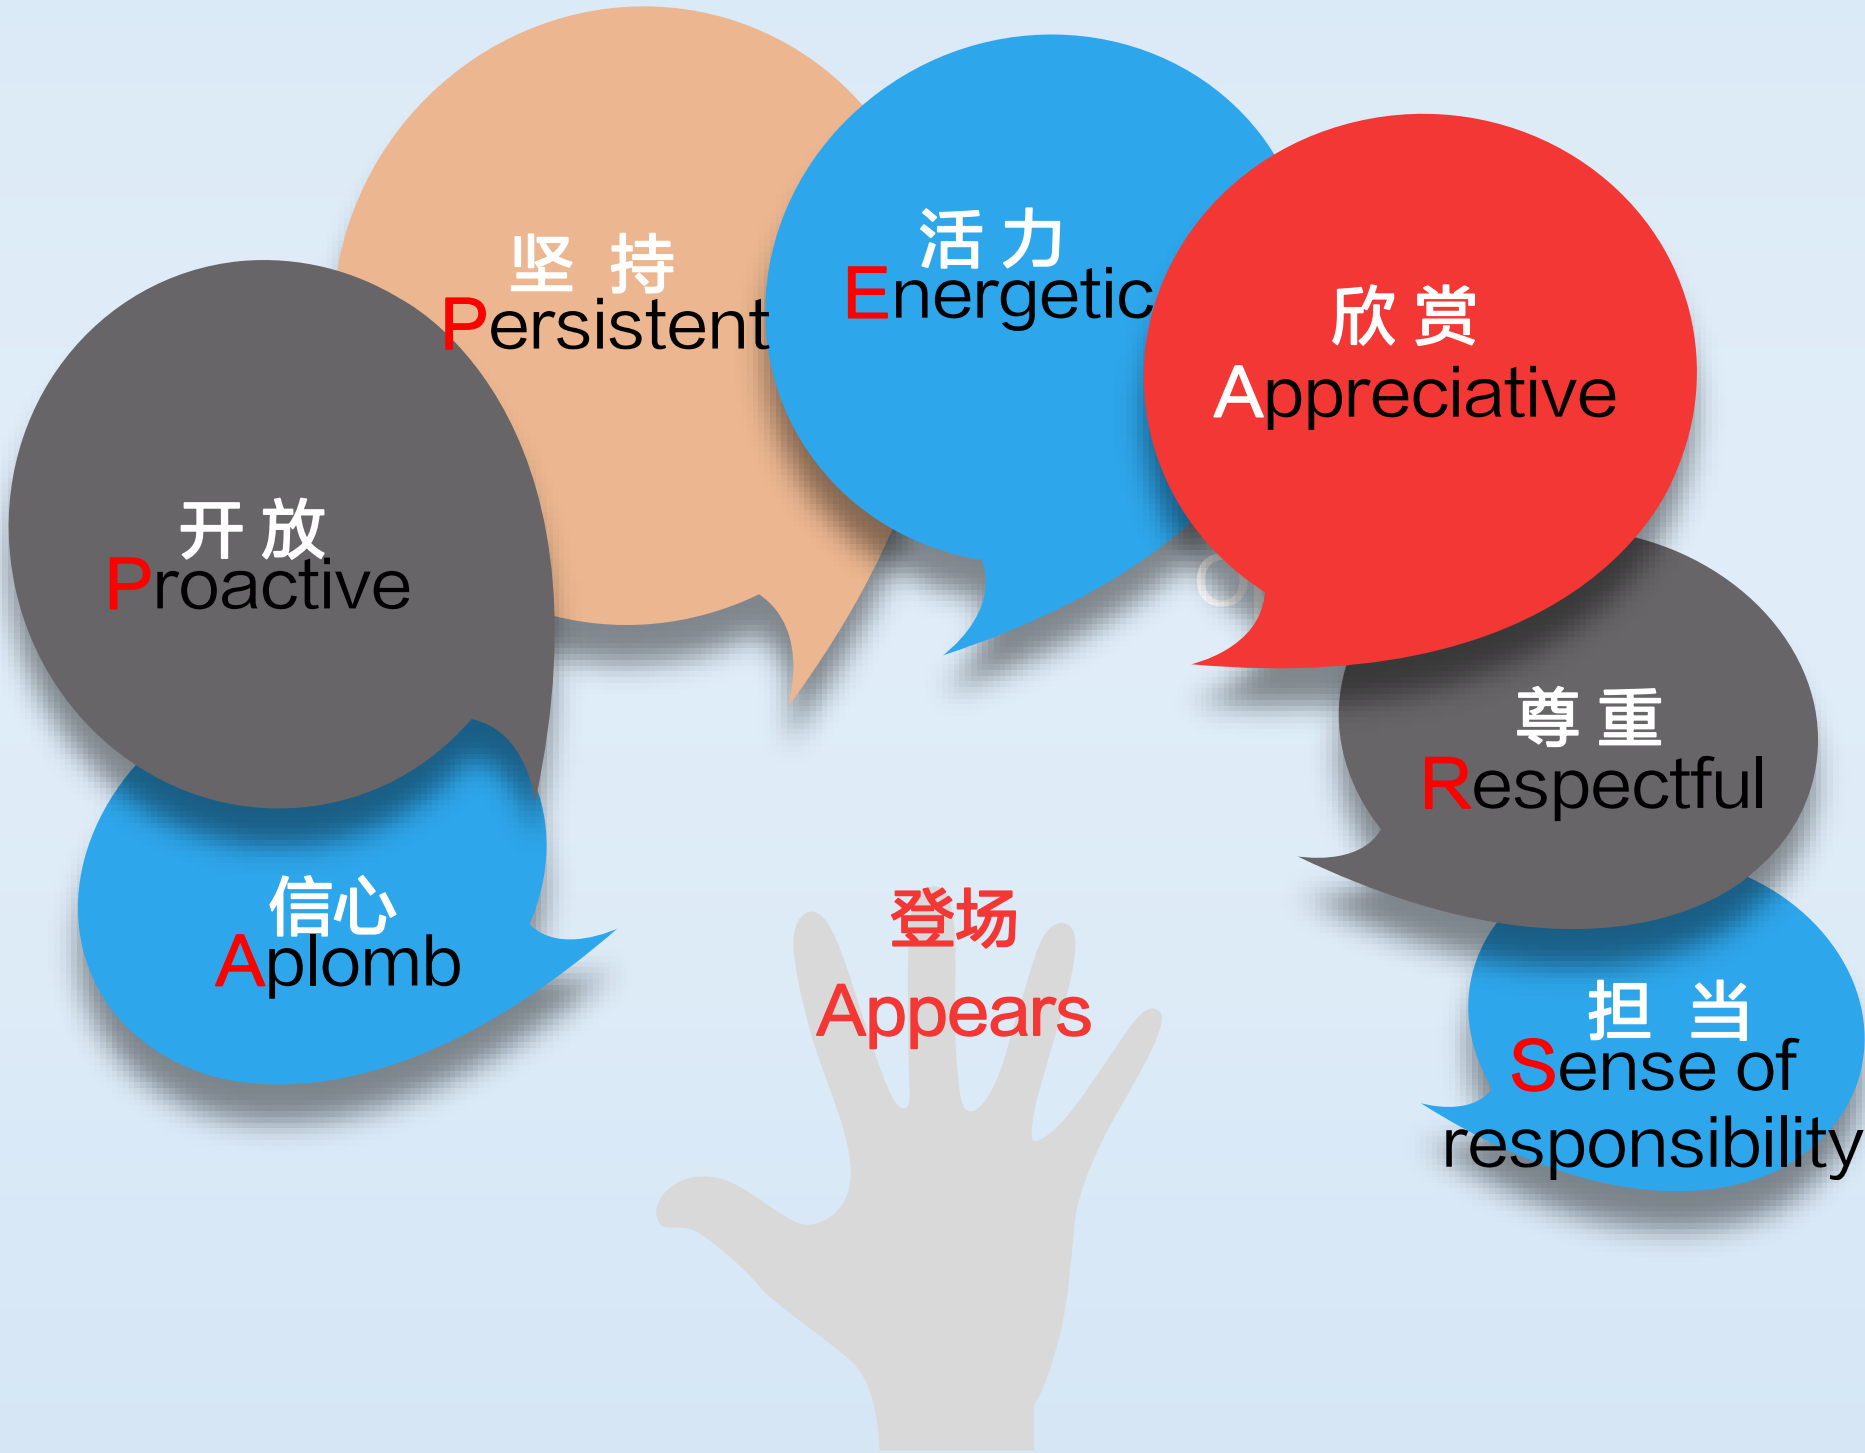 信心
Aplomb
开 放
Proactive
坚 持
Persistent
活 力
Energetic
欣 赏
Appreciative
尊 重
Respectful
担 当
Sense of
responsibility
登场
Appears